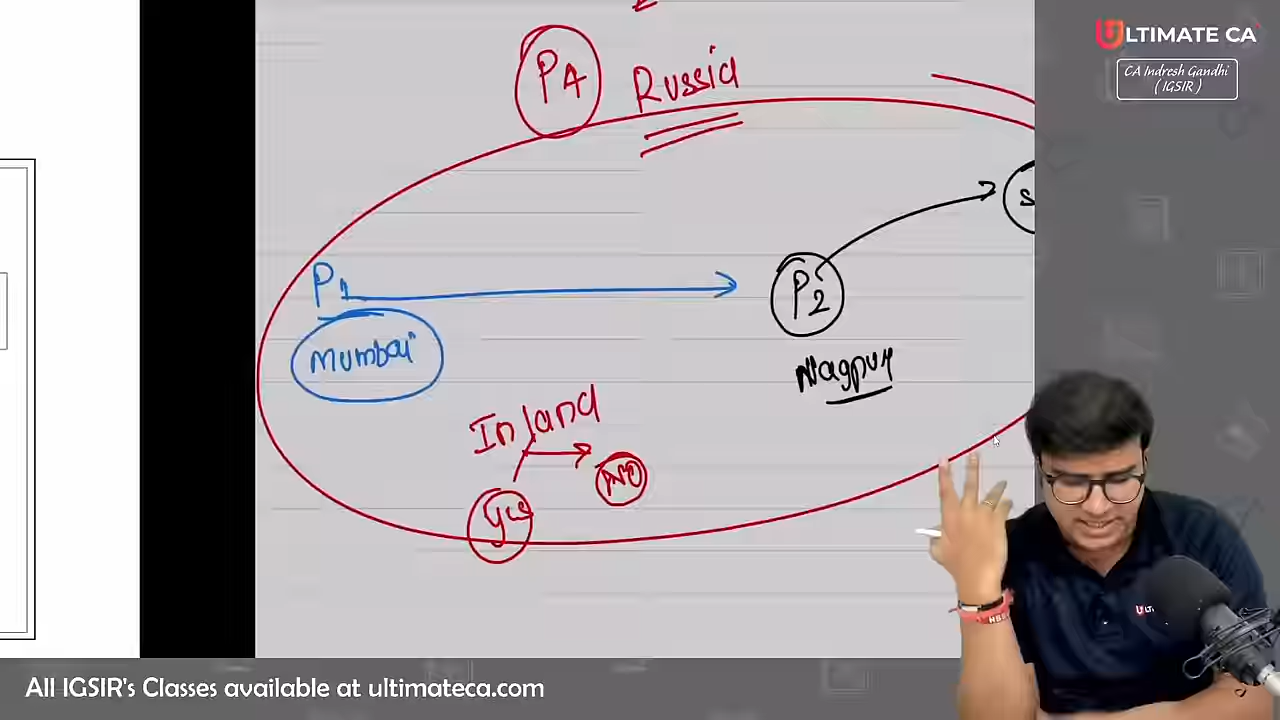 ULTIMATE CA
CA Indresh Gandhi
( IGSIR )
P4 Russia
P1
Mumbai
P2
Nagpur
S
Inland
Yes
No
All IGSIR's Classes available at ultimateca.com